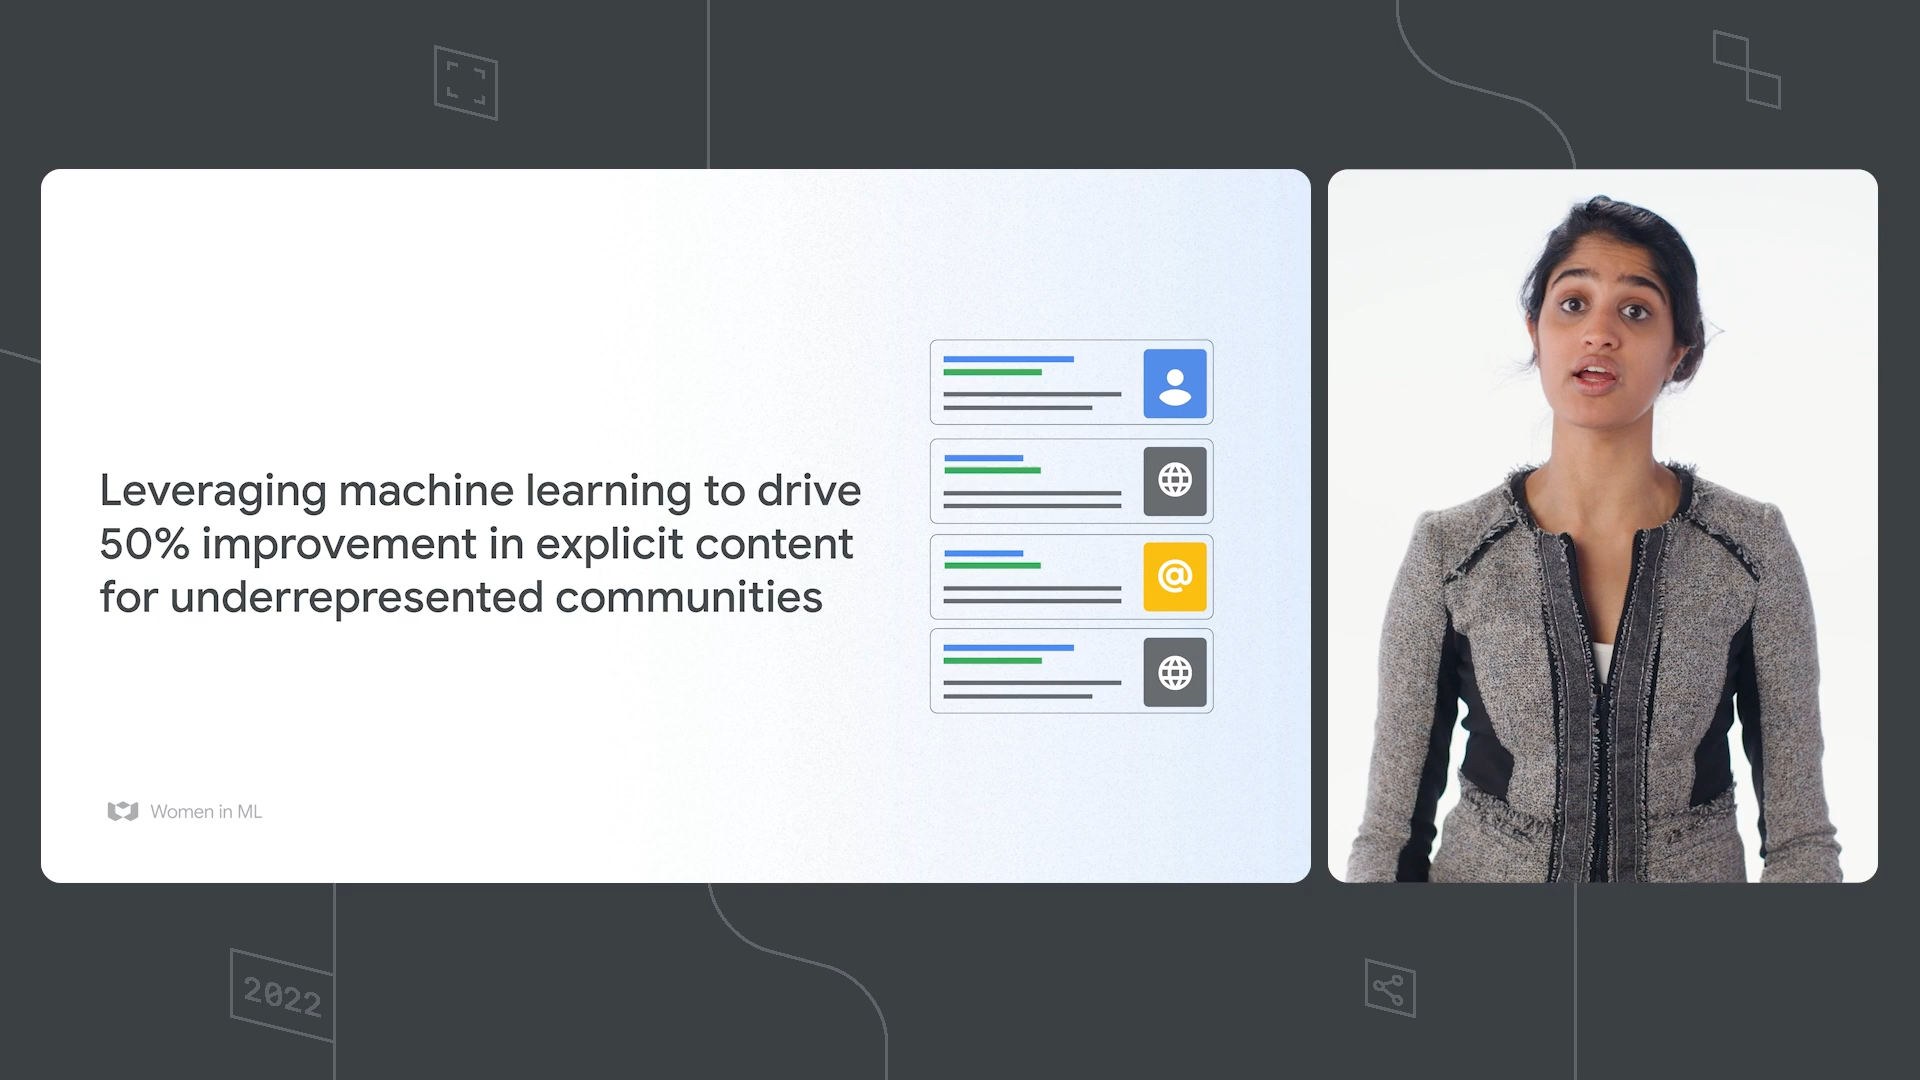 Leveraging machine learning to drive
50% improvement in explicit content
for underrepresented communities
@
Women in ML
2022